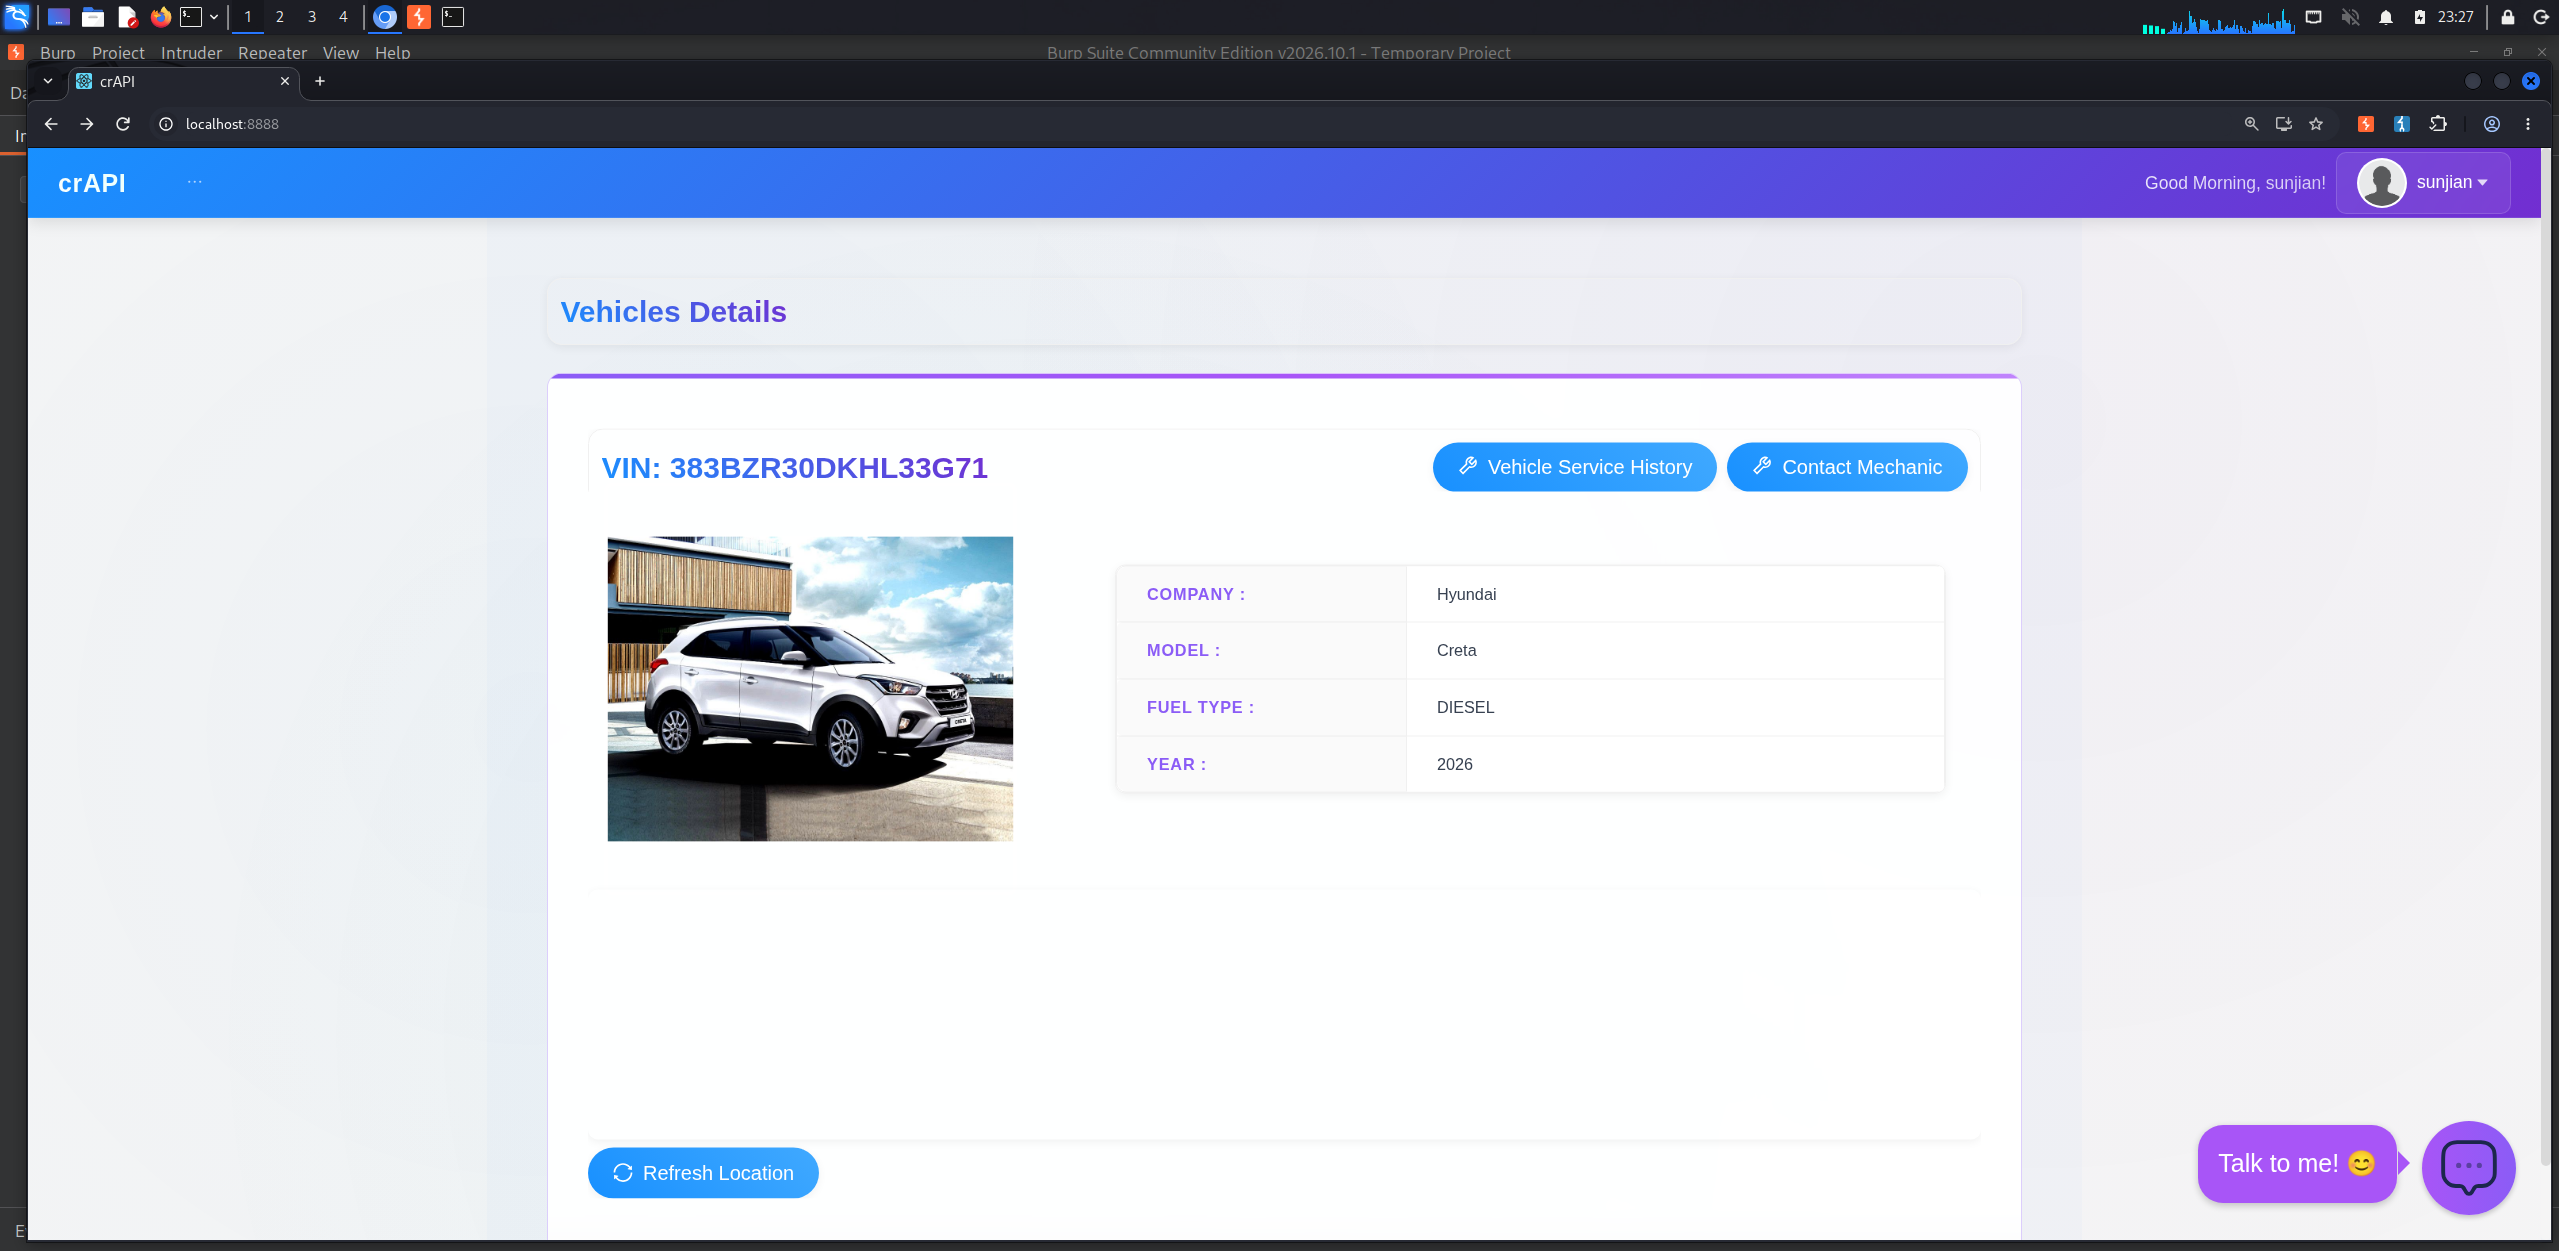 1 2 3 4 23:27
Burp Project Intruder Repeater View Help Burp Suite Community Edition v2026.10.1 - Temporary Project
crAPI
localhost:8888
crAPI ... Good Morning, sunjian! sunjian
Vehicles Details
VIN: 383BZR30DKHL33G71 Vehicle Service History Contact Mechanic
COMPANY : Hyundai
MODEL : Creta
FUEL TYPE : DIESEL
YEAR : 2026
CRETA
Refresh Location
Talk to me! 😊